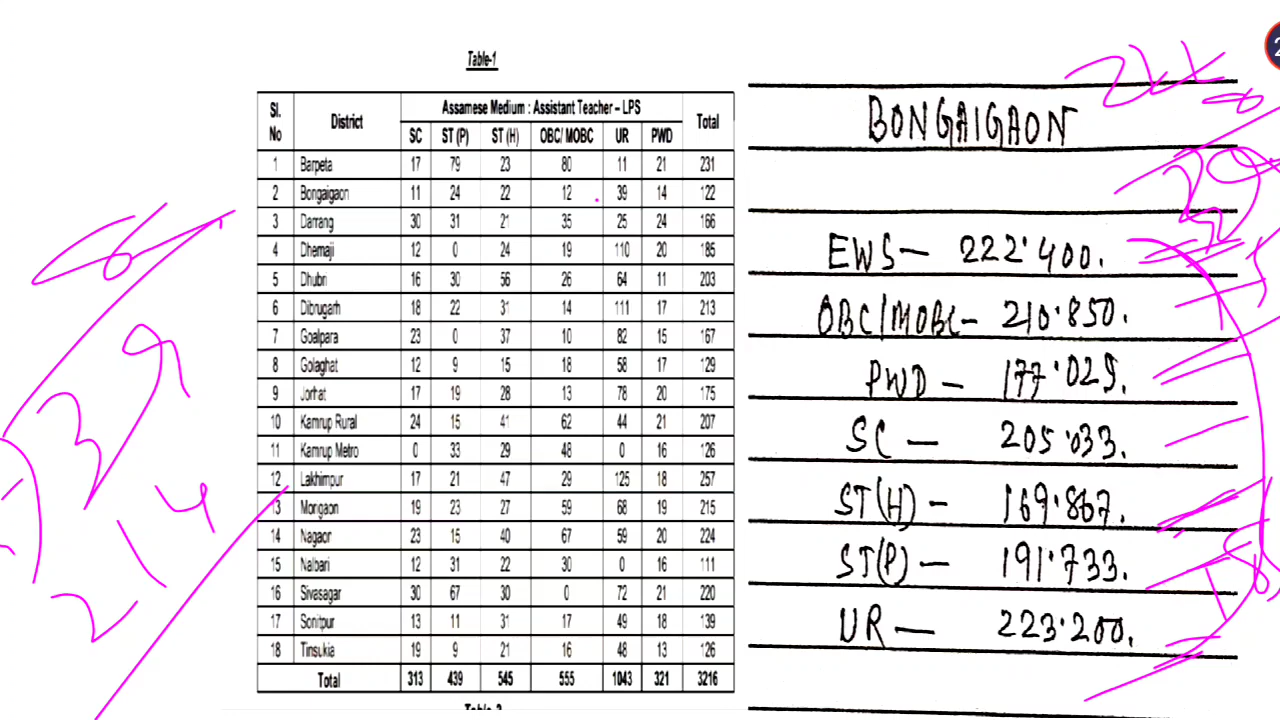 Table-1
Sl. No District Assamese Medium : Assistant Teacher – LPS Total
SC ST (P) ST (H) OBC/ MOBC UR PWD
1 Barpeta 17 79 23 80 11 21 231
2 Bongaigaon 11 24 22 12 39 14 122
3 Darrang 30 31 21 35 25 24 166
4 Dhemaji 12 0 24 19 110 20 185
5 Dhubri 16 30 56 26 64 11 203
6 Dibrugarh 18 22 31 14 111 17 213
7 Goalpara 23 0 37 10 82 15 167
8 Golaghat 12 9 15 18 58 17 129
9 Jorhat 17 19 28 13 78 20 175
10 Kamrup Rural 24 15 41 62 44 21 207
11 Kamrup Metro 0 33 29 48 0 16 126
12 Lakhimpur 17 21 47 29 125 18 257
13 Morigaon 19 23 27 59 68 19 215
14 Nagaon 23 15 40 67 59 20 224
15 Nalbari 12 31 22 30 0 16 111
16 Sivasagar 30 67 30 0 72 21 220
17 Sonitpur 13 11 31 17 49 18 139
18 Tinsukia 19 9 21 16 48 13 126
Total 313 439 545 555 1043 321 3216
BONGAIGAON
EWS — 222.400.
OBC/MOBC- 210.850.
PWD — 177.029.
SC — 205.033.
ST(H) — 169.867.
ST(P) — 191.733.
UR — 223.200.
39
214